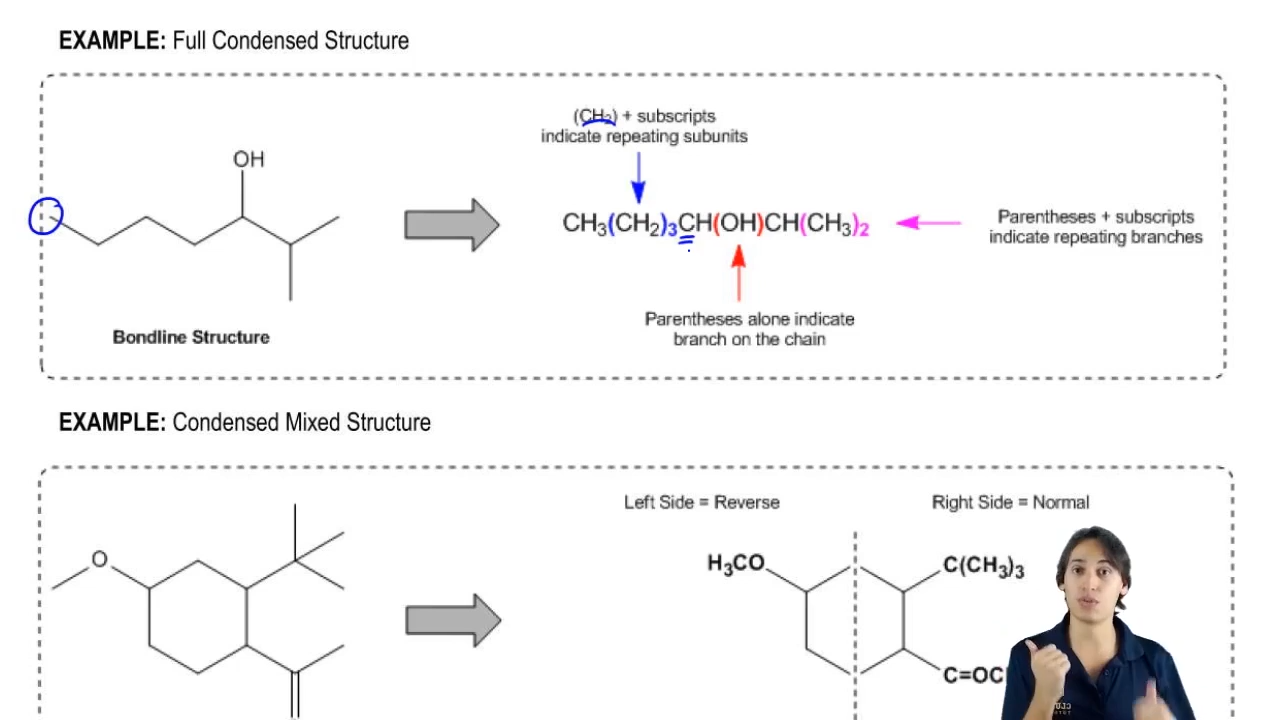 EXAMPLE: Full Condensed Structure
(CH₂) + subscripts
indicate repeating subunits
OH
CH₃(CH₂)₃CH(OH)CH(CH₃)₂
Parentheses + subscripts
indicate repeating branches
Parentheses alone indicate
branch on the chain
Bondline Structure
EXAMPLE: Condensed Mixed Structure
Left Side = Reverse
Right Side = Normal
O
H₃CO
C(CH₃)₃
C=OC